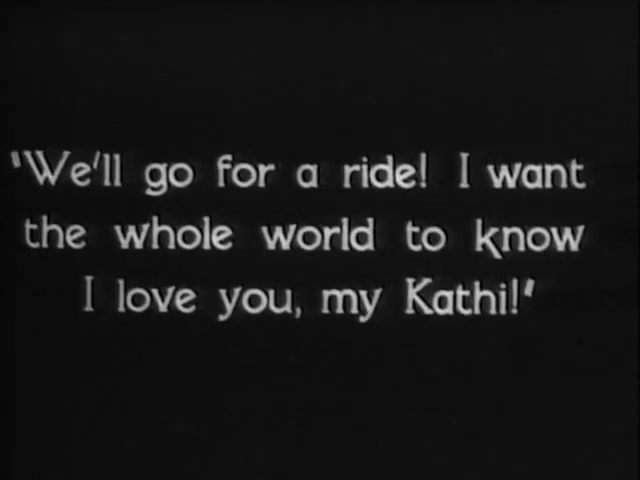 "We'll go for a ride! I want
the whole world to know
I love you, my Kathi!"